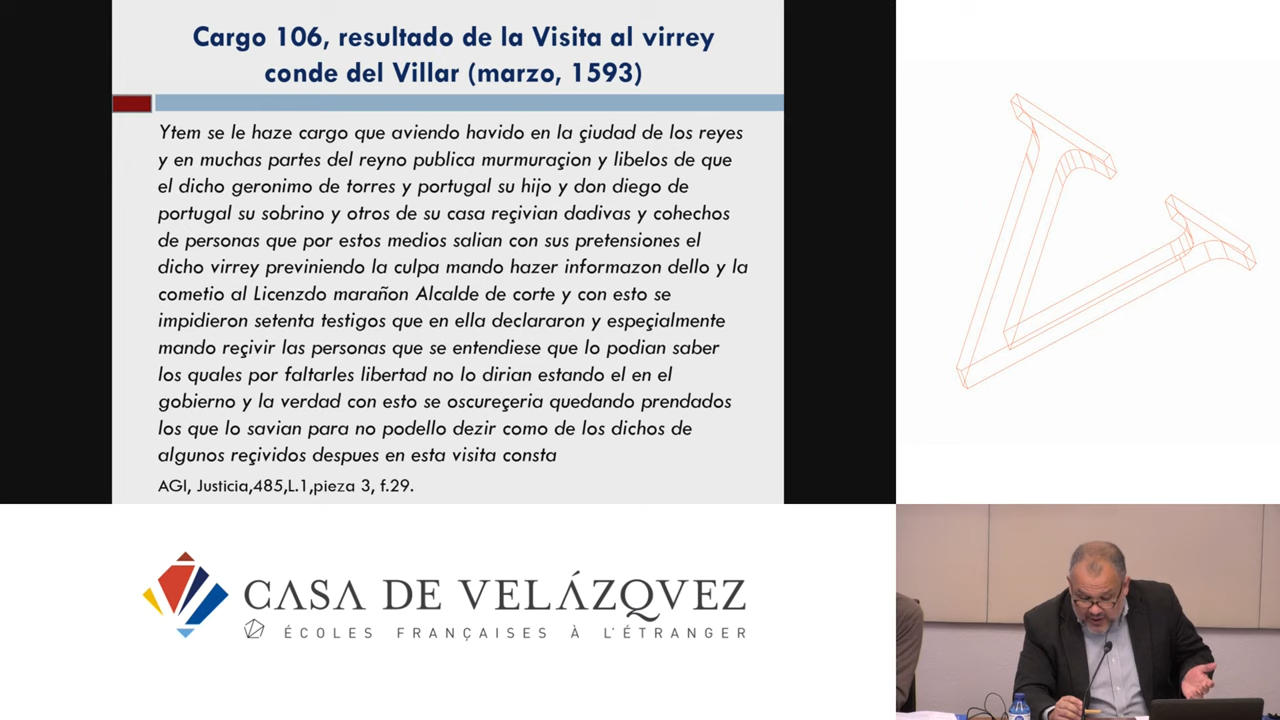 Cargo 106, resultado de la Visita al virrey
conde del Villar (marzo, 1593)
Ytem se le haze cargo que aviendo havido en la çiudad de los reyes
y en muchas partes del reyno publica murmuraçion y libelos de que
el dicho geronimo de torres y portugal su hijo y don diego de
portugal su sobrino y otros de su casa reçivian dadivas y cohechos
de personas que por estos medios salian con sus pretensiones el
dicho virrey previniendo la culpa mando hazer informazon dello y la
cometio al Licenzdo marañon Alcalde de corte y con esto se
impidieron setenta testigos que en ella declararon y espeçialmente
mando reçivir las personas que se entendiese que lo podian saber
los quales por faltarles libertad no lo dirian estando el en el
gobierno y la verdad con esto se oscureçeria quedando prendados
los que lo savian para no podello dezir como de los dichos de
algunos reçividos despues en esta visita consta
AGI, Justicia,485,L.1,pieza 3, f.29.
CASA DE VELÁZQVEZ
ÉCOLES FRANÇAISES À L'ÉTRANGER